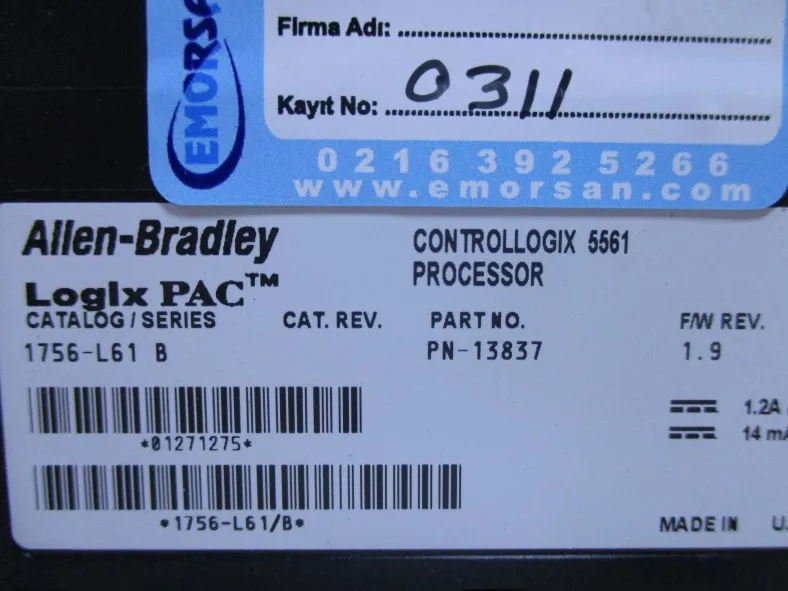 EMORSAN
Firma Adı:
Kayıt No: 0311
0216 392 5266
www.emorsan.com
Allen-Bradley
Logix PAC™
CONTROLLOGIX 5561
PROCESSOR
CATALOG / SERIES CAT. REV. PART NO. F/W REV.
1756-L61 B PN-13837 1.9
1.2A
*01271275*
14 mA
*1756-L61/B*
MADE IN U.